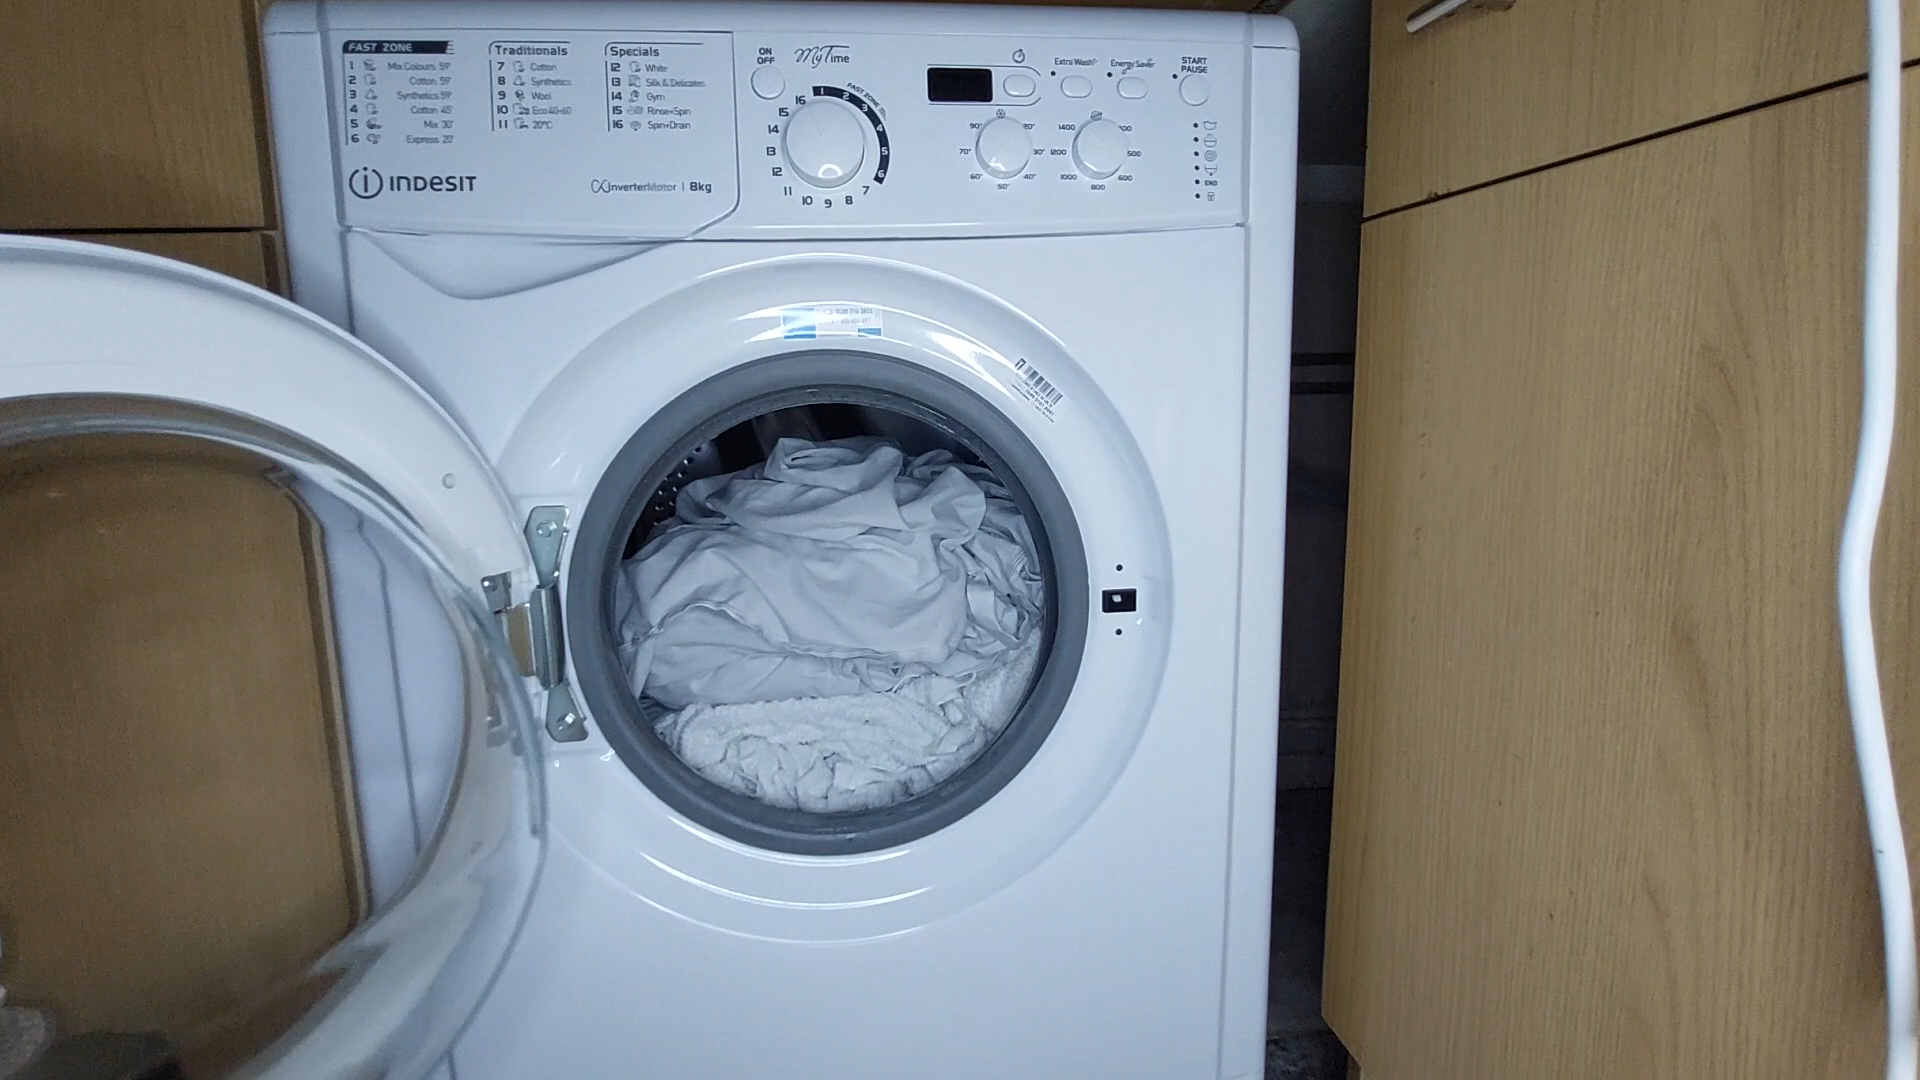 FAST ZONE
1 Mix Colours 59'
2 Cotton 59'
3 Synthetics 59'
4 Cotton 45'
5 Mix 30'
6 Express 20'
Traditionals
7 Cotton
8 Synthetics
9 Wool
10 Eco 40-60
11 20°C
Specials
12 White
13 Silk & Delicates
14 Gym
15 Rinse+Spin
16 Spin+Drain
INDESIT
InverterMotor | 8kg
ON
OFF
MyTime
FAST ZONE
1
2
3
4
5
6
7
8
9
10
11
12
13
14
15
16
Extra Wash
Energy Saver
START
PAUSE
90°
70°
60°
50°
40°
30°
20°
1400
1200
1000
800
600
500
END